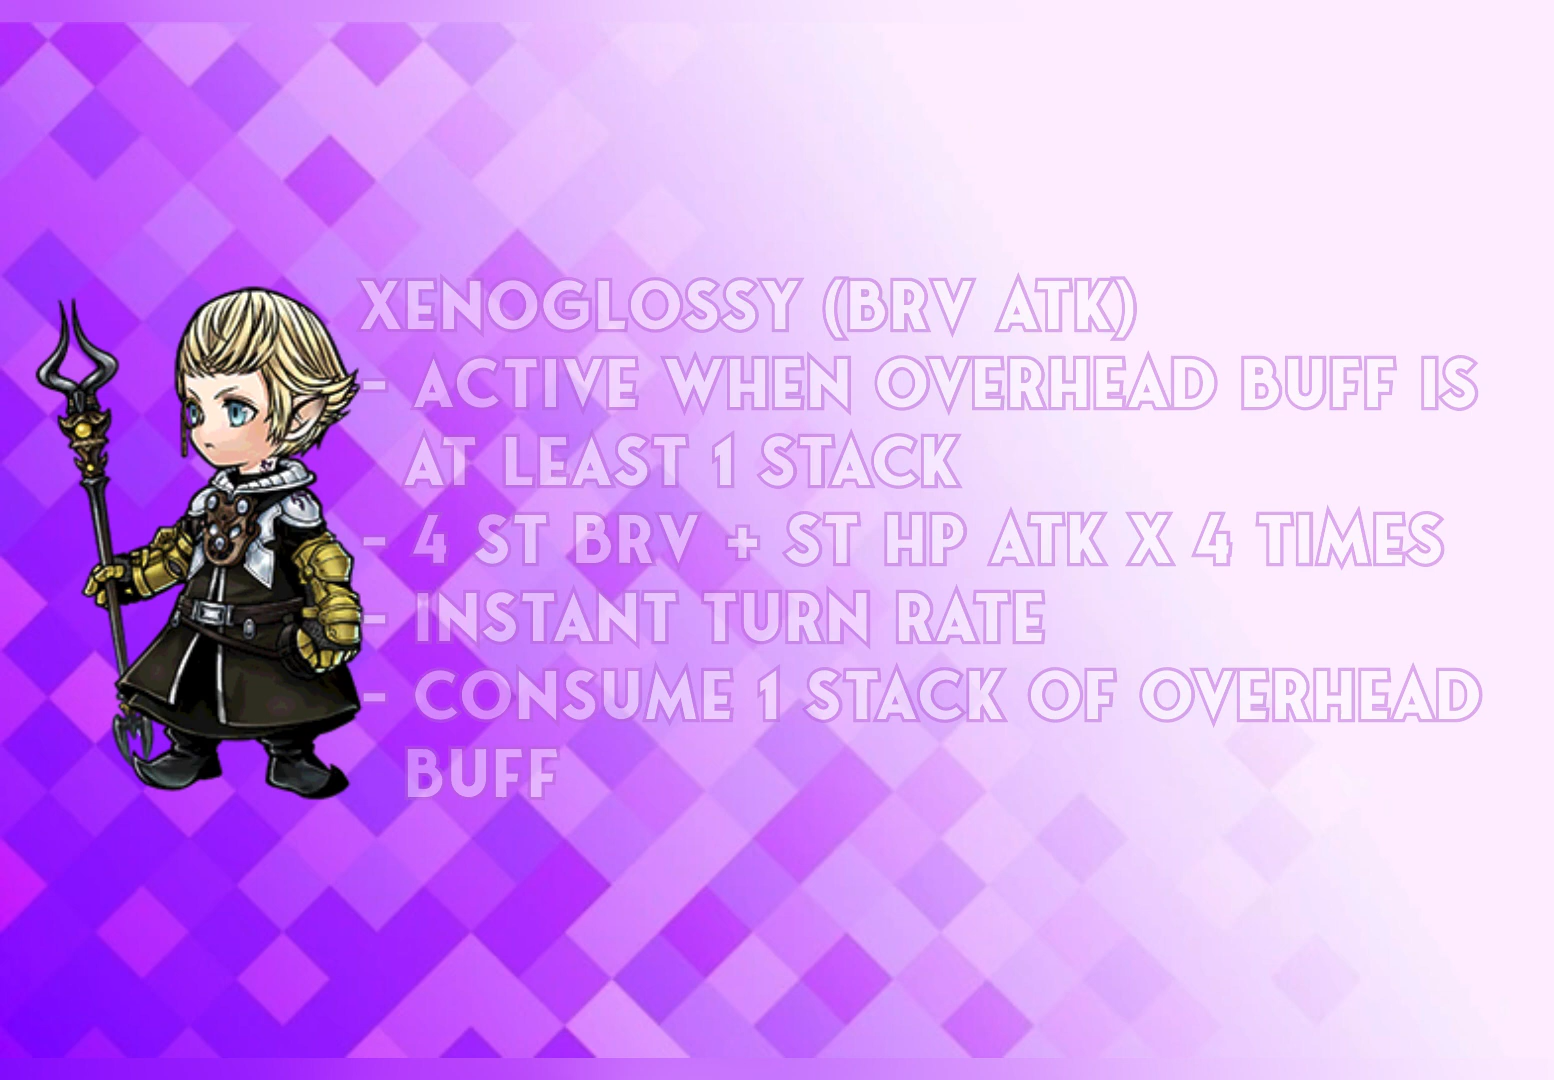 XENOGLOSSY (BRV ATK)
- ACTIVE WHEN OVERHEAD BUFF IS
AT LEAST 1 STACK
- 4 ST BRV + ST HP ATK X 4 TIMES
- INSTANT TURN RATE
- CONSUME 1 STACK OF OVERHEAD
BUFF